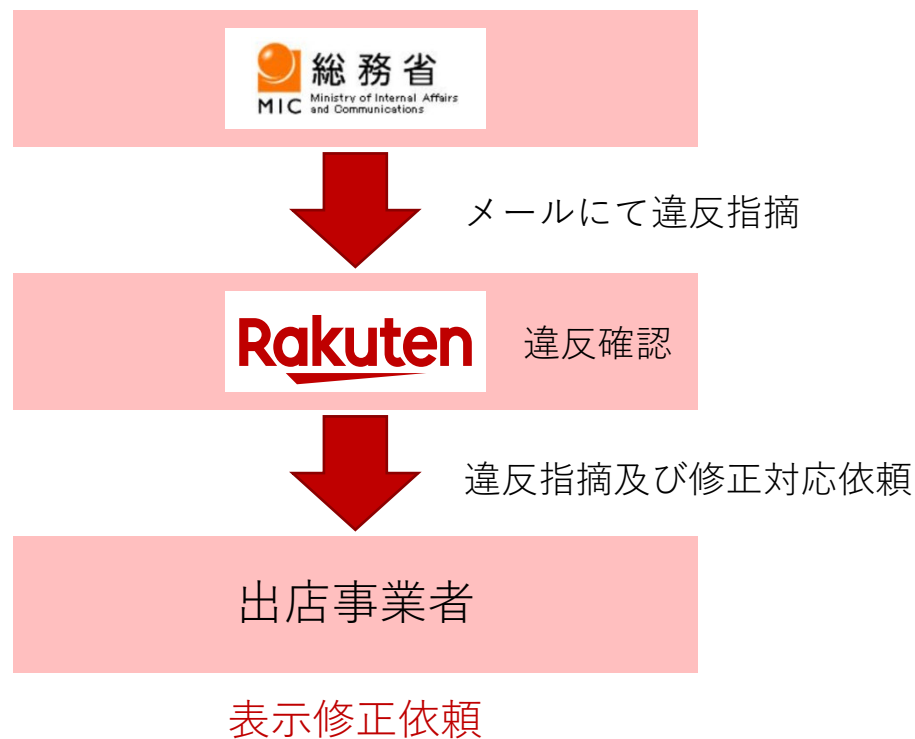 総務省
MIC
Ministry of Internal Affairs
and Communications
メールにて違反指摘
Rakuten
違反確認
違反指摘及び修正対応依頼
出店事業者
表示修正依頼